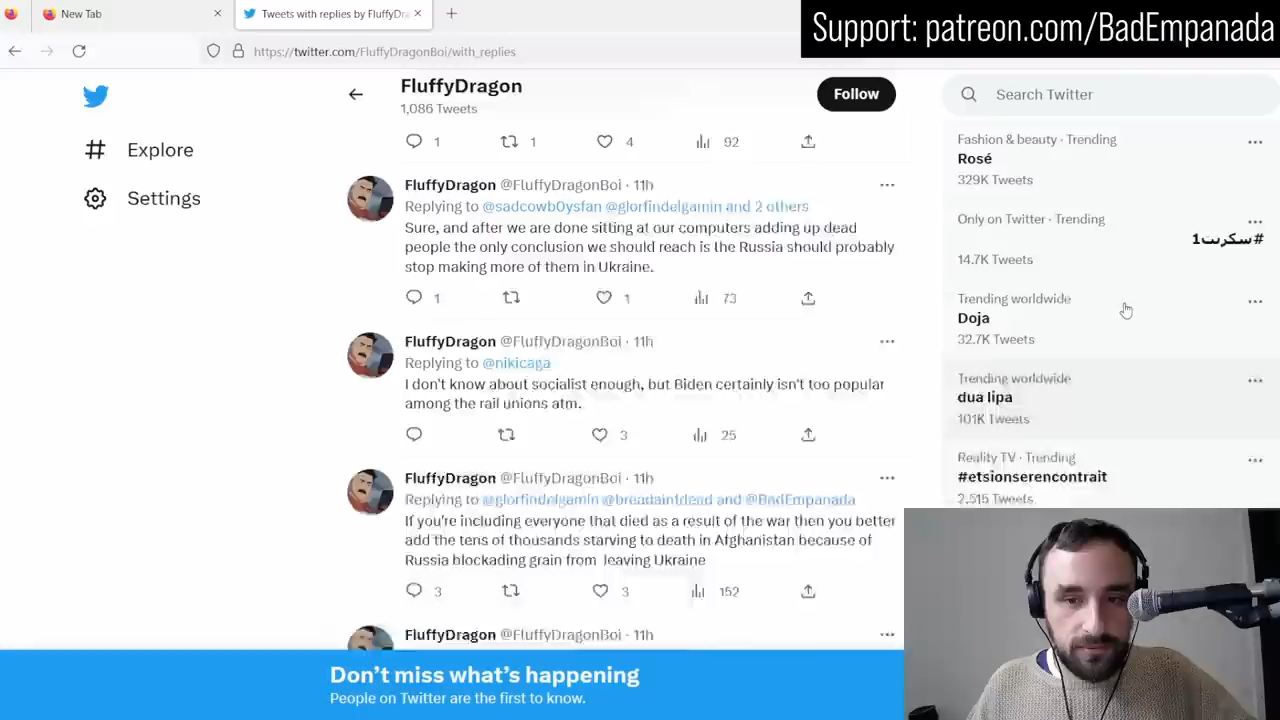 New Tab
Tweets with replies by FluffyDra
https://twitter.com/FluffyDragonBoi/with_replies
Support: patreon.com/BadEmpanada
Explore
Settings
FluffyDragon
1,086 Tweets
Follow
1 1 4 92
FluffyDragon @FluffyDragonBoi · 11h
Replying to @sadcowb0ysfan @glorfindelgamin and 2 others
Sure, and after we are done sitting at our computers adding up dead
people the only conclusion we should reach is the Russia should probably
stop making more of them in Ukraine.
1 1 73
FluffyDragon @FluffyDragonBoi · 11h
Replying to @nikicaga
I don't know about socialist enough, but Biden certainly isn't too popular
among the rail unions atm.
3 25
FluffyDragon @FluffyDragonBoi · 11h
Replying to @glorfindelgamin @breadaintdead and @BadEmpanada
If you're including everyone that died as a result of the war then you better
add the tens of thousands starving to death in Afghanistan because of
Russia blockading grain from leaving Ukraine
3 3 152
FluffyDragon @FluffyDragonBoi · 11h
Search Twitter
Fashion & beauty · Trending
Rosé
329K Tweets
Only on Twitter · Trending
#سكربت1
14.7K Tweets
Trending worldwide
Doja
32.7K Tweets
Trending worldwide
dua lipa
101K Tweets
Reality TV · Trending
#etsionserencontrait
2,515 Tweets
Don't miss what's happening
People on Twitter are the first to know.